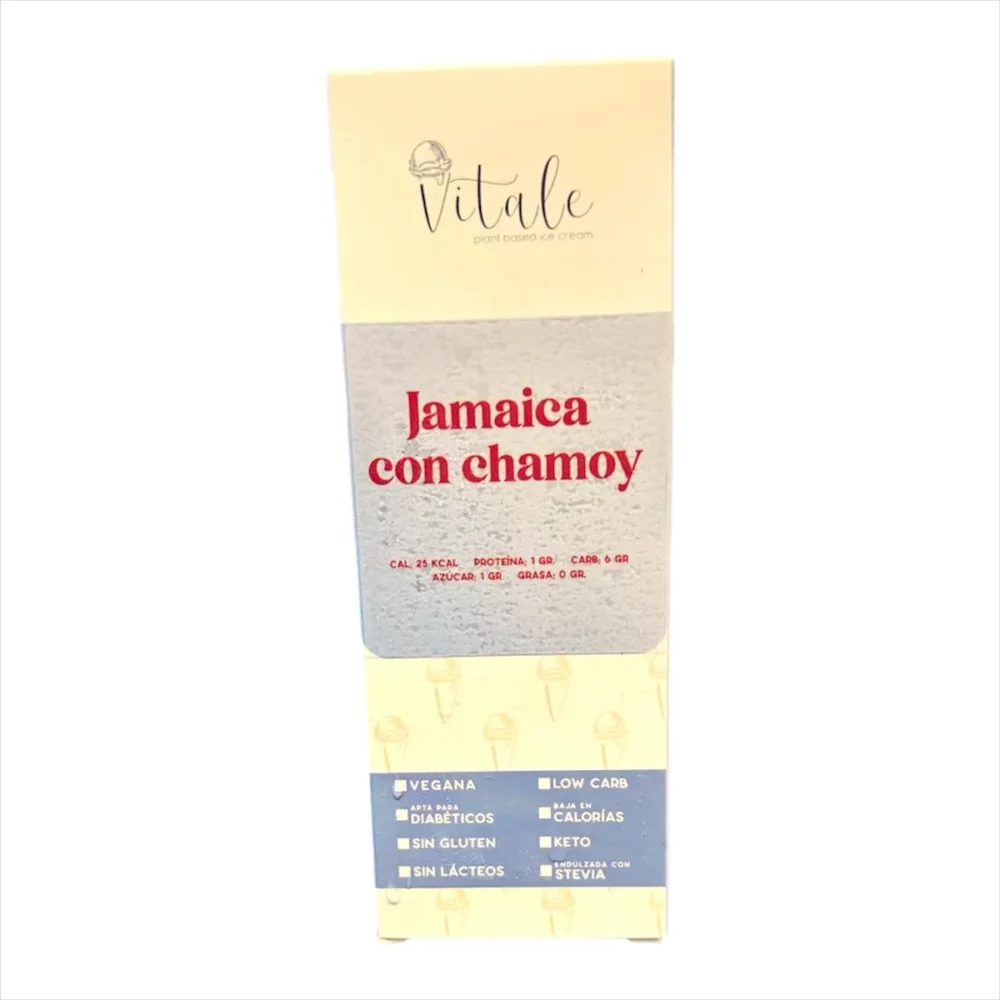 Vitale
plant based ice cream
Jamaica
con chamoy
CAL; 25 KCAL PROTEÍNA; 1 GR. CARB; 6 GR
AZÚCAR; 1 GR GRASA; 0 GR.
VEGANA
APTA PARA
DIABÉTICOS
SIN GLUTEN
SIN LÁCTEOS
LOW CARB
BAJA EN
CALORÍAS
KETO
ENDULZADA CON
STEVIA